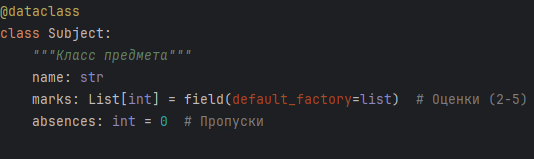 @dataclass
class Subject:
    """Класс предмета"""
    name: str
    marks: List[int] = field(default_factory=list)  # Оценки (2-5)
    absences: int = 0  # Пропуски